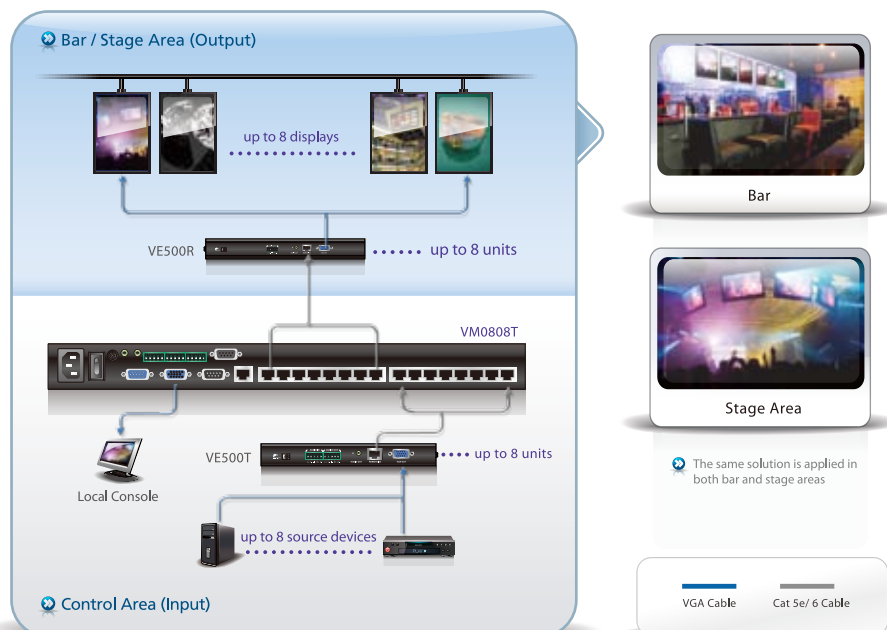 Bar / Stage Area (Output)
up to 8 displays
VE500R
up to 8 units
VM0808T
VE500T
up to 8 units
Local Console
up to 8 source devices
Control Area (Input)
Bar
Stage Area
The same solution is applied in
both bar and stage areas
VGA Cable
Cat 5e/ 6 Cable